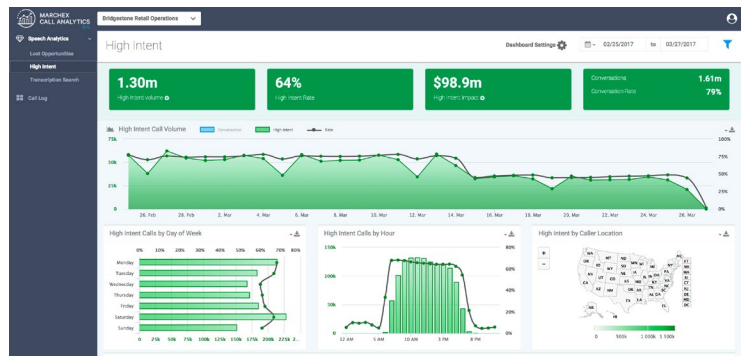 MARCHEX
CALL ANALYTICS
Bridgestone Retail Operations
Speech Analytics
Lost Opportunities
High Intent
Transcription Search
Call Log
High Intent
Dashboard Settings
02/25/2017 to 03/27/2017
1.30m
High Intent Volume
64%
High Intent Rate
$98.9m
High Intent Impact
Conversations 1.61m
Conversation Rate 79%
High Intent Call Volume
Conversation High Intent Rate
75k 100%
50k 75%
50%
25k 25%
0 0%
26. Feb 28. Feb 2. Mar 4. Mar 6. Mar 8. Mar 10. Mar 12. Mar 14. Mar 16. Mar 18. Mar 20. Mar 22. Mar 24. Mar 26. Mar
High Intent Calls by Day of Week
0% 10% 20% 30% 40% 50% 60% 70% 80%
Monday
Tuesday
Wednesday
Thursday
Friday
Saturday
Sunday
0 25k 50k 75k 100k 125k 150k 175k 200k 225k 2...
High Intent Calls by Hour
150k 80%
100k 60%
40%
50k 20%
0 0%
12 AM 5 AM 10 AM 3 PM 8 PM
High Intent by Caller Location
+
-
0 500k 1 000k 1 500k